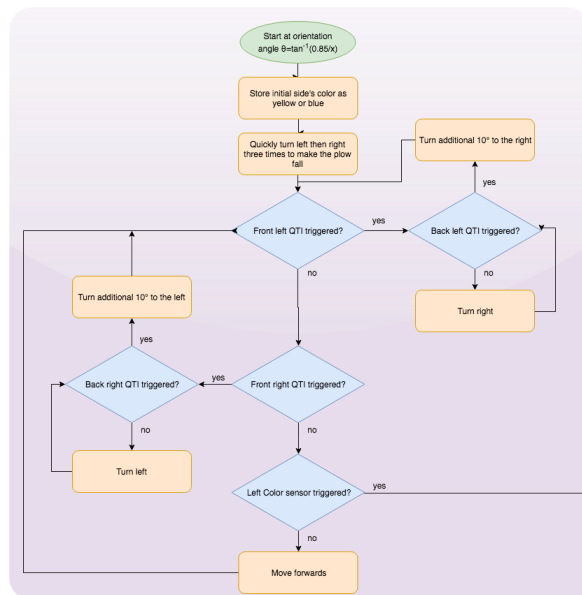 Start at orientation
angle θ=tan⁻¹(0.85/x)
Store initial side's color as
yellow or blue
Quickly turn left then right
three times to make the plow
fall
Turn additional 10° to the right
yes
Front left QTI triggered?
yes
Back left QTI triggered?
no
no
Turn additional 10° to the left
Turn right
yes
Back right QTI triggered?
yes
Front right QTI triggered?
no
no
Turn left
Left Color sensor triggered?
yes
no
Move forwards